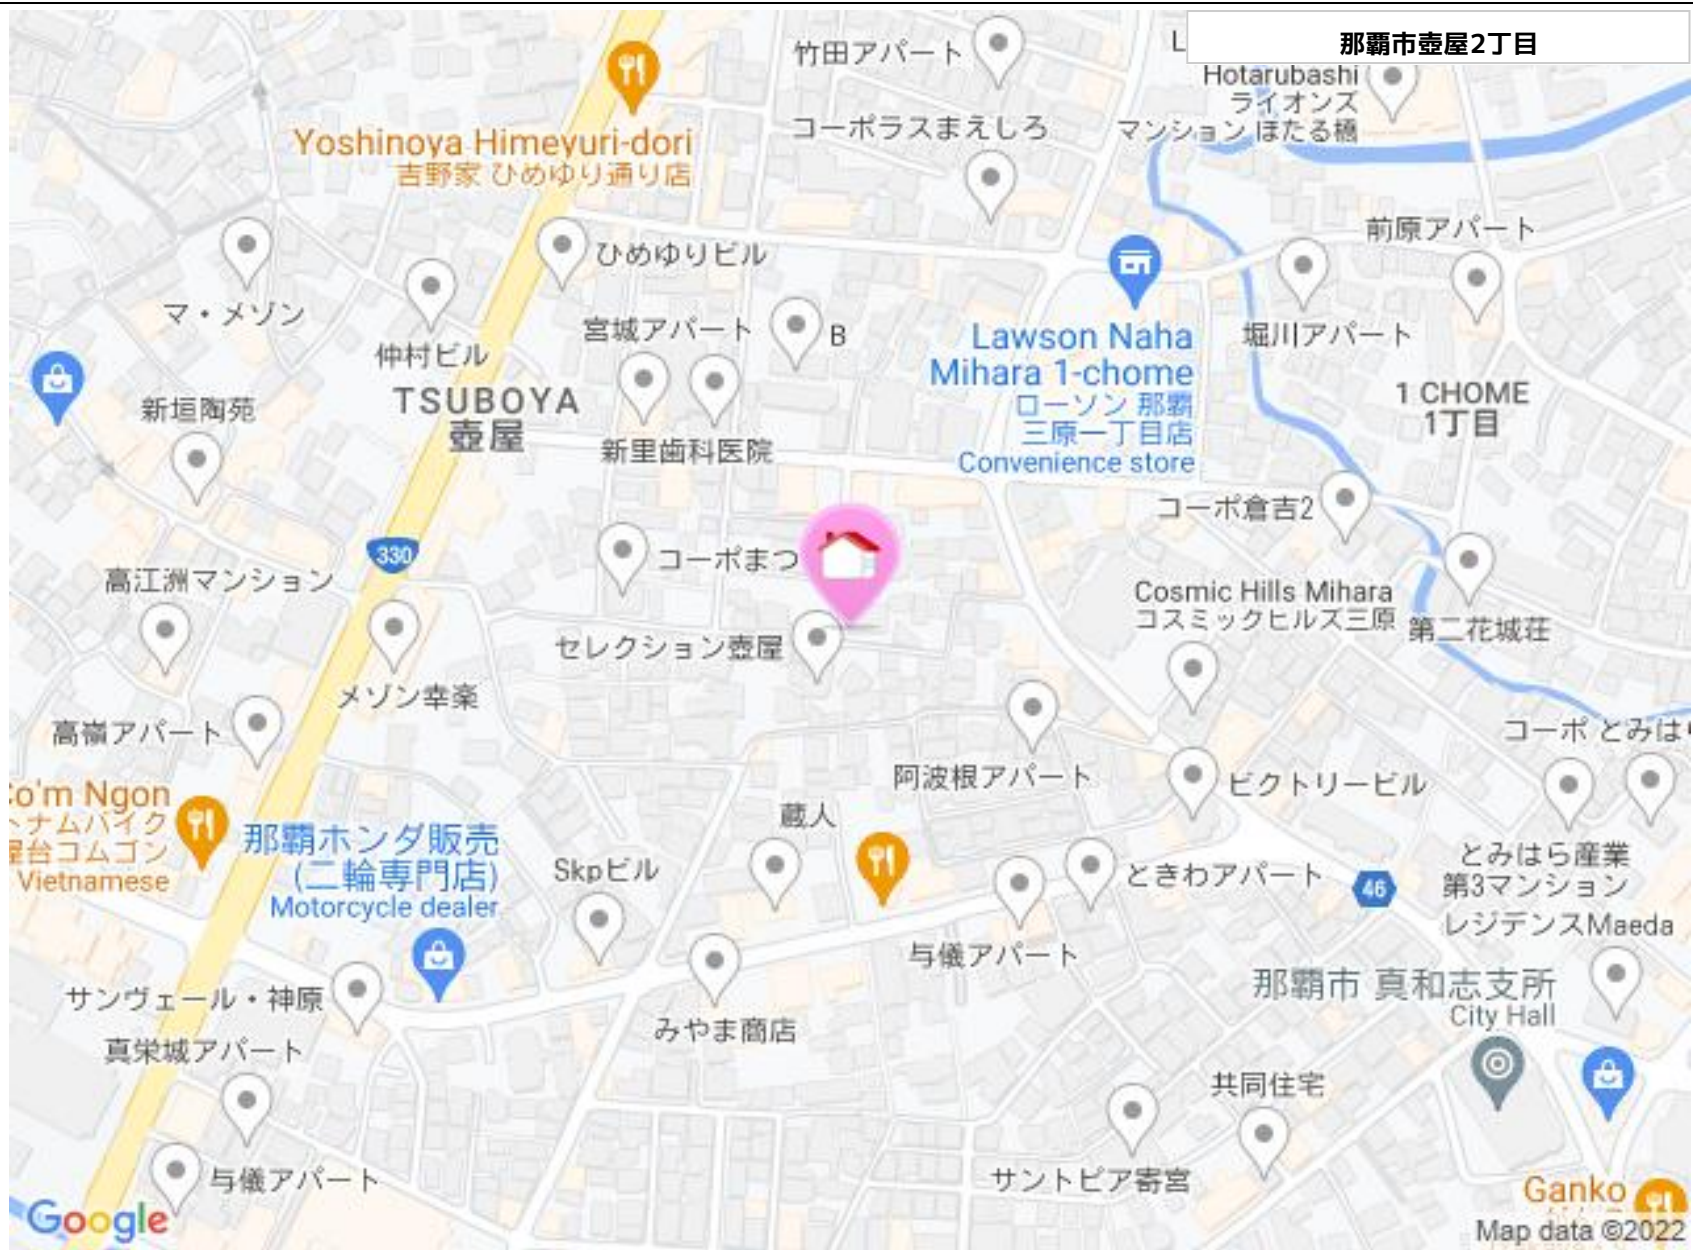 那覇市壺屋2丁目
竹田アパート
L
Hotarubashi
ライオンズ
マンション ほたる橋
Yoshinoya Himeyuri-dori
吉野家 ひめゆり通り店
コーポラスまえしろ
ひめゆりビル
前原アパート
マ・メゾン
仲村ビル
宮城アパート
B
堀川アパート
Lawson Naha
Mihara 1-chome
ローソン 那覇
三原一丁目店
Convenience store
1 CHOME
1丁目
新垣陶苑
TSUBOYA
壺屋
新里歯科医院
コーポ倉吉2
330
コーポまつ
高江洲マンション
Cosmic Hills Mihara
コスミックヒルズ三原
第二花城荘
セレクション壺屋
メゾン幸楽
高嶺アパート
コーポ とみは
阿波根アパート
ビクトリービル
o'm Ngon
トナムバイク
屋台コムゴン
Vietnamese
那覇ホンダ販売
(二輪専門店)
Motorcycle dealer
蔵人
Skpビル
ときわアパート
46
とみはら産業
第3マンション
レジデンスMaeda
与儀アパート
那覇市 真和志支所
City Hall
サンヴェール・神原
みやま商店
真栄城アパート
共同住宅
与儀アパート
サントピア寄宮
Ganko
Google
Map data ©2022